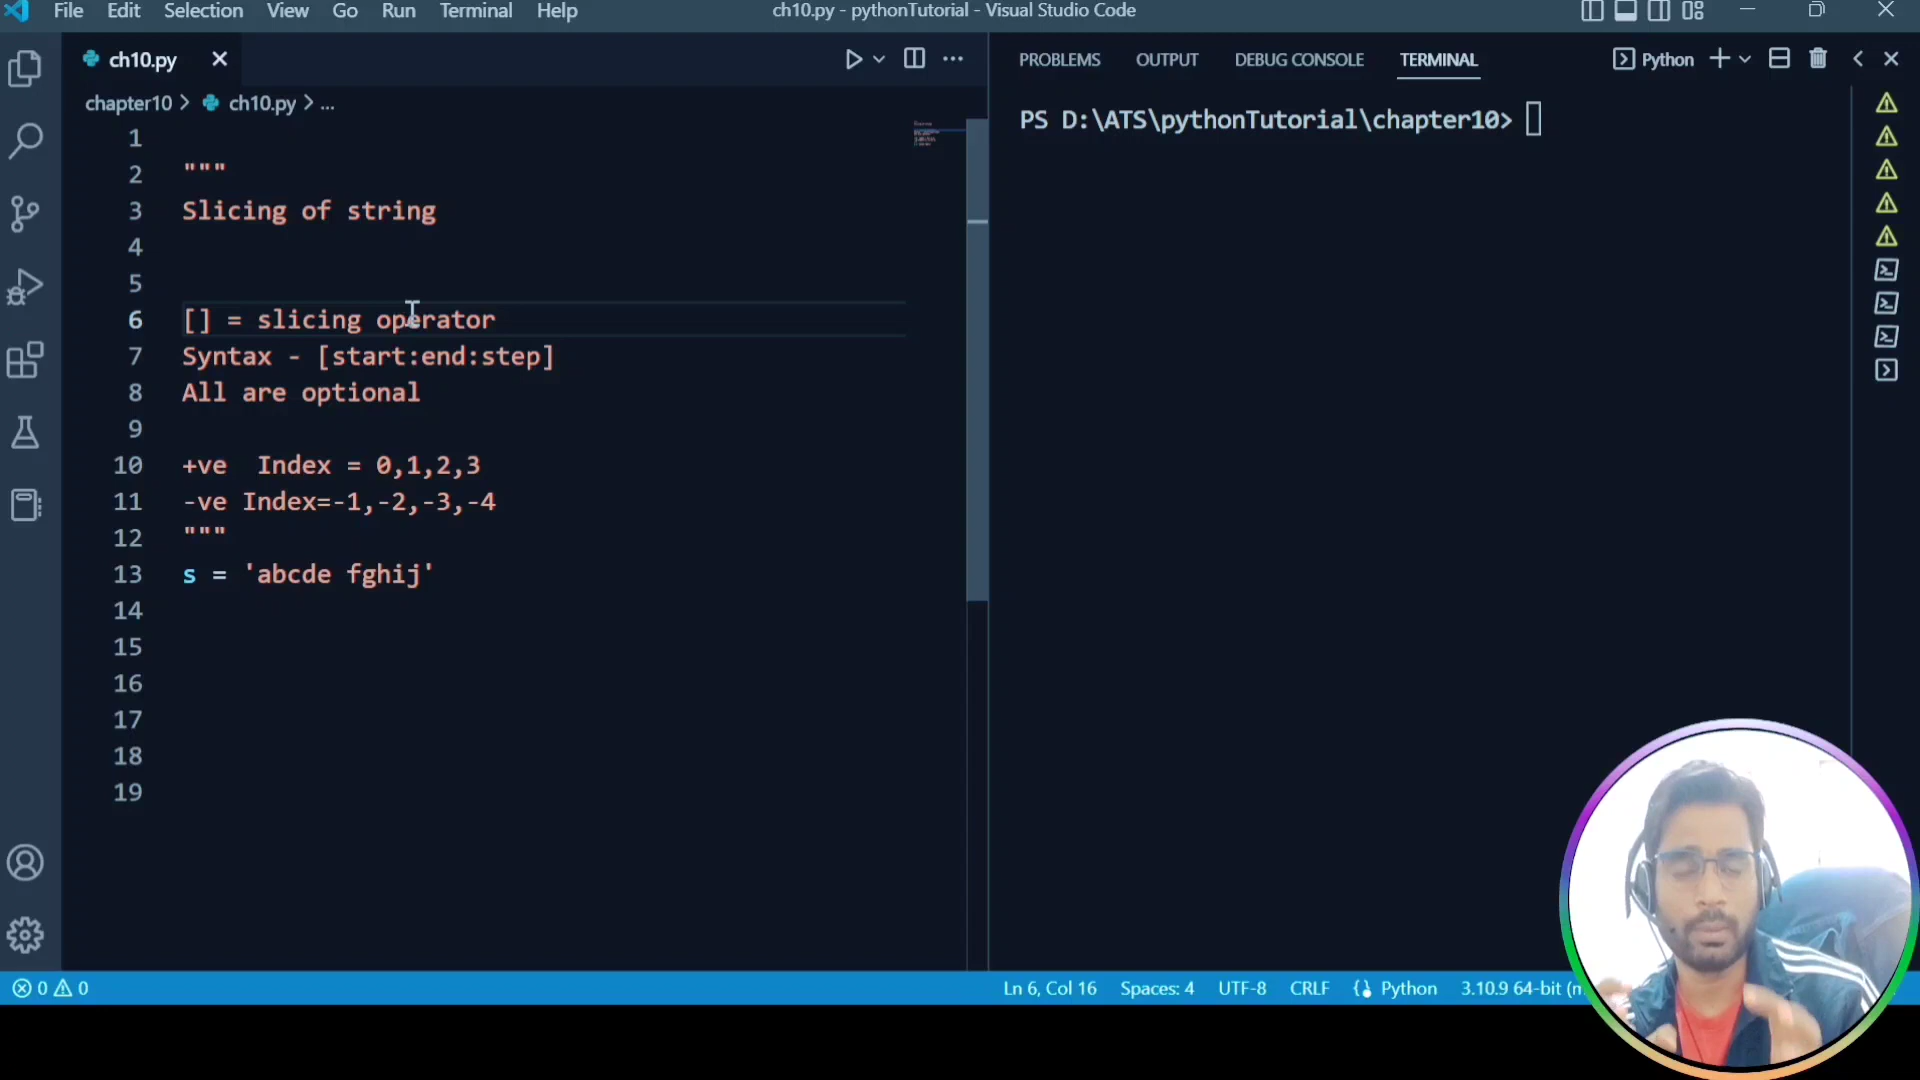 File Edit Selection View Go Run Terminal Help
ch10.py - pythonTutorial - Visual Studio Code
ch10.py
chapter10 > ch10.py > ...
1
2 """
3 Slicing of string
4
5
6 [] = slicing operator
7 Syntax - [start:end:step]
8 All are optional
9
10 +ve  Index = 0,1,2,3
11 -ve Index=-1,-2,-3,-4
12 """
13 s = 'abcde fghij'
14
15
16
17
18
19
PROBLEMS OUTPUT DEBUG CONSOLE TERMINAL Python
PS D:\ATS\pythonTutorial\chapter10>
0 0 Ln 6, Col 16 Spaces: 4 UTF-8 CRLF Python 3.10.9 64-bit